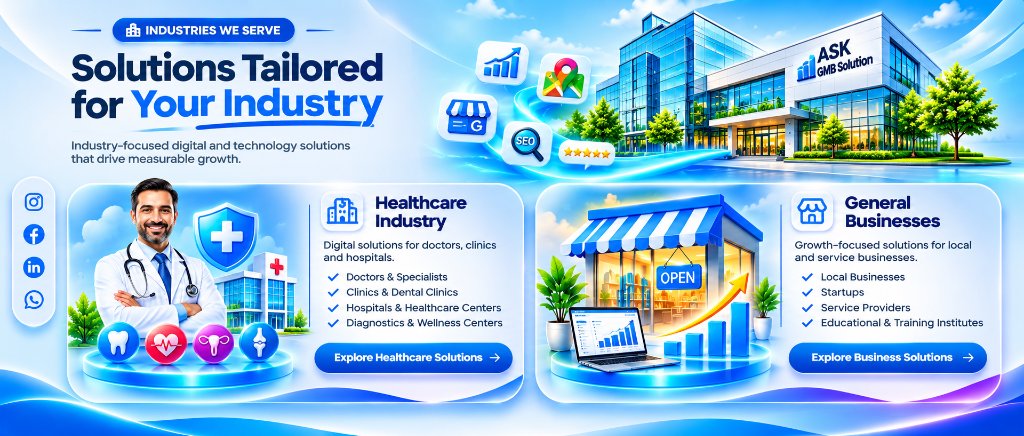 INDUSTRIES WE SERVE
Solutions Tailored
for Your Industry
Industry-focused digital and technology solutions
that drive measurable growth.
G
SEO
ASK
GMB Solution
Healthcare
Industry
Digital solutions for doctors, clinics
and hospitals.
Doctors & Specialists
Clinics & Dental Clinics
Hospitals & Healthcare Centers
Diagnostics & Wellness Centers
Explore Healthcare Solutions →
OPEN
General
Businesses
Growth-focused solutions for local
and service businesses.
Local Businesses
Startups
Service Providers
Educational & Training Institutes
Explore Business Solutions →